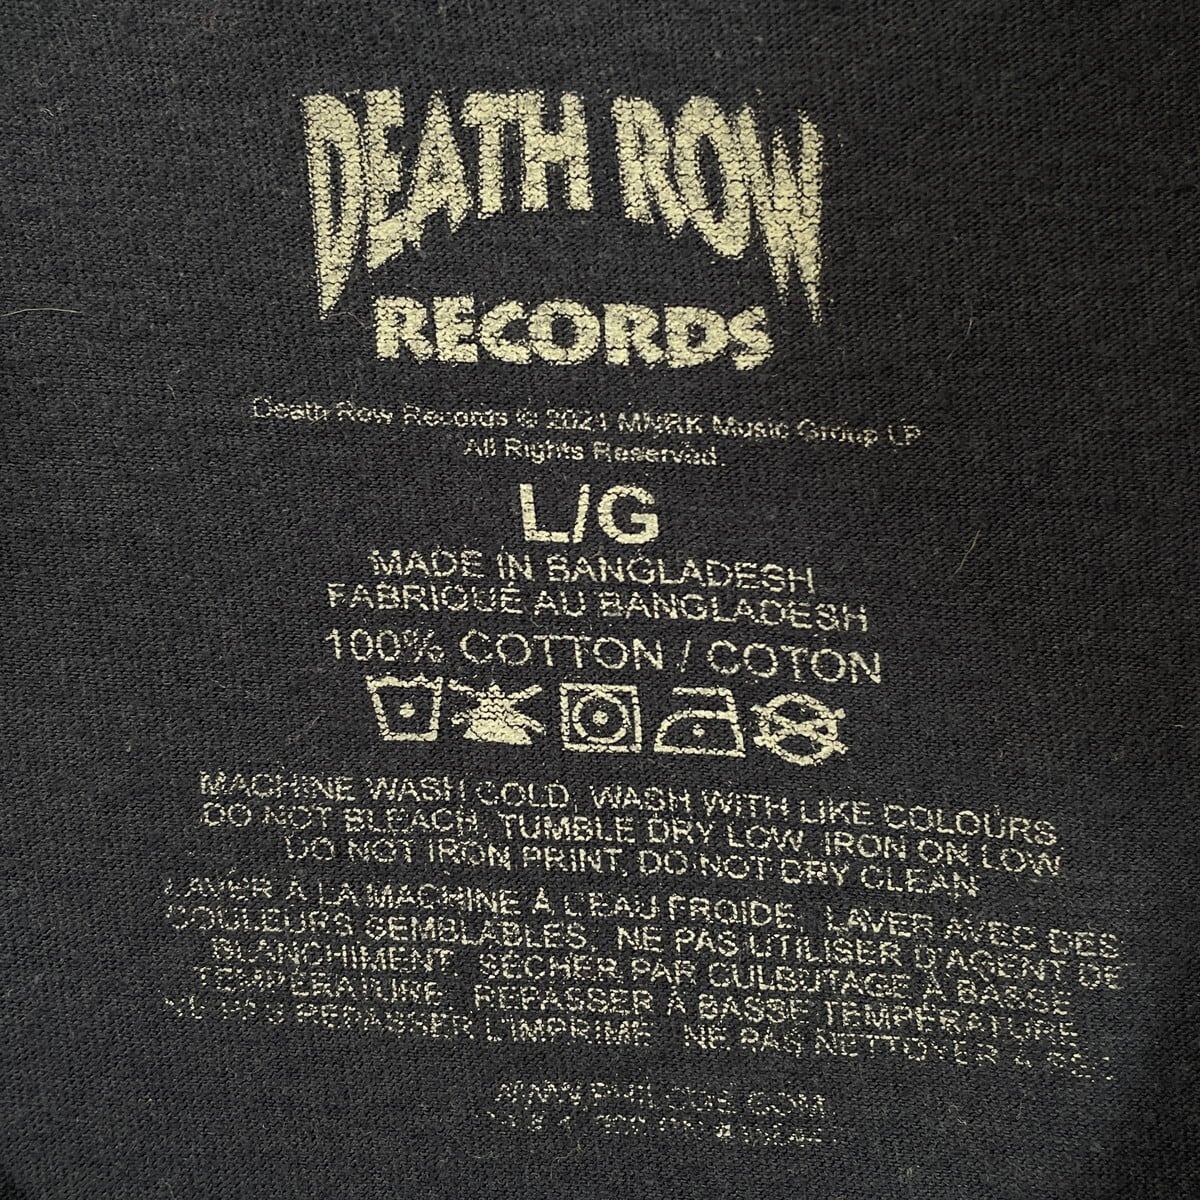 DEATH ROW
RECORDS
Death Row Records © 2021 MNRK Music Group LP
All Rights Reserved.
L/G
MADE IN BANGLADESH
FABRIQUÉ AU BANGLADESH
100% COTTON / COTON
MACHINE WASH COLD, WASH WITH LIKE COLOURS
DO NOT BLEACH, TUMBLE DRY LOW, IRON ON LOW
DO NOT IRON PRINT, DO NOT DRY CLEAN
LAVER À LA MACHINE À L'EAU FROIDE, LAVER AVEC DES
COULEURS SEMBLABLES, NE PAS UTILISER D'AGENT DE
BLANCHIMENT, SÉCHER PAR CULBUTAGE À BASSE
TEMPÉRATURE, REPASSER À BASSE TEMPÉRATURE
NE PAS REPASSER L'IMPRIMÉ, NE PAS NETTOYER À SEC